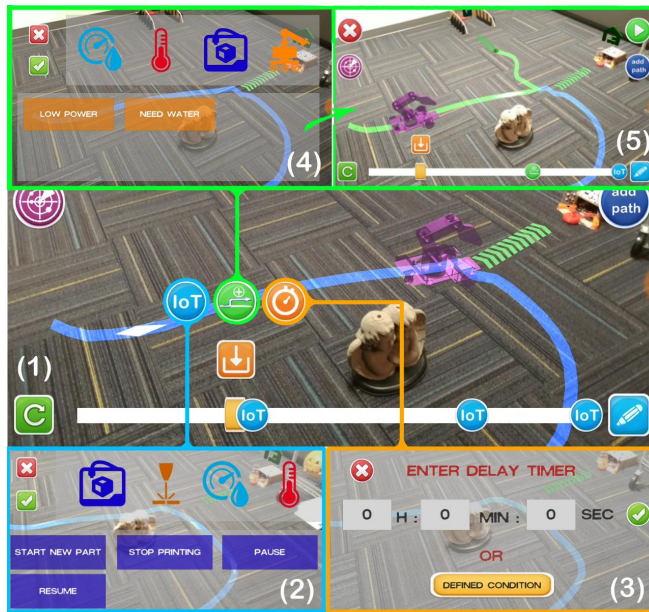 LOW POWER
NEED WATER
(4)
add
path
(5)
C
IoT
add
path
IoT
(1)
IoT
IoT
IoT
START NEW PART
STOP PRINTING
PAUSE
RESUME
(2)
ENTER DELAY TIMER
0 H : 0 MIN : 0 SEC
OR
DEFINED CONDITION
(3)